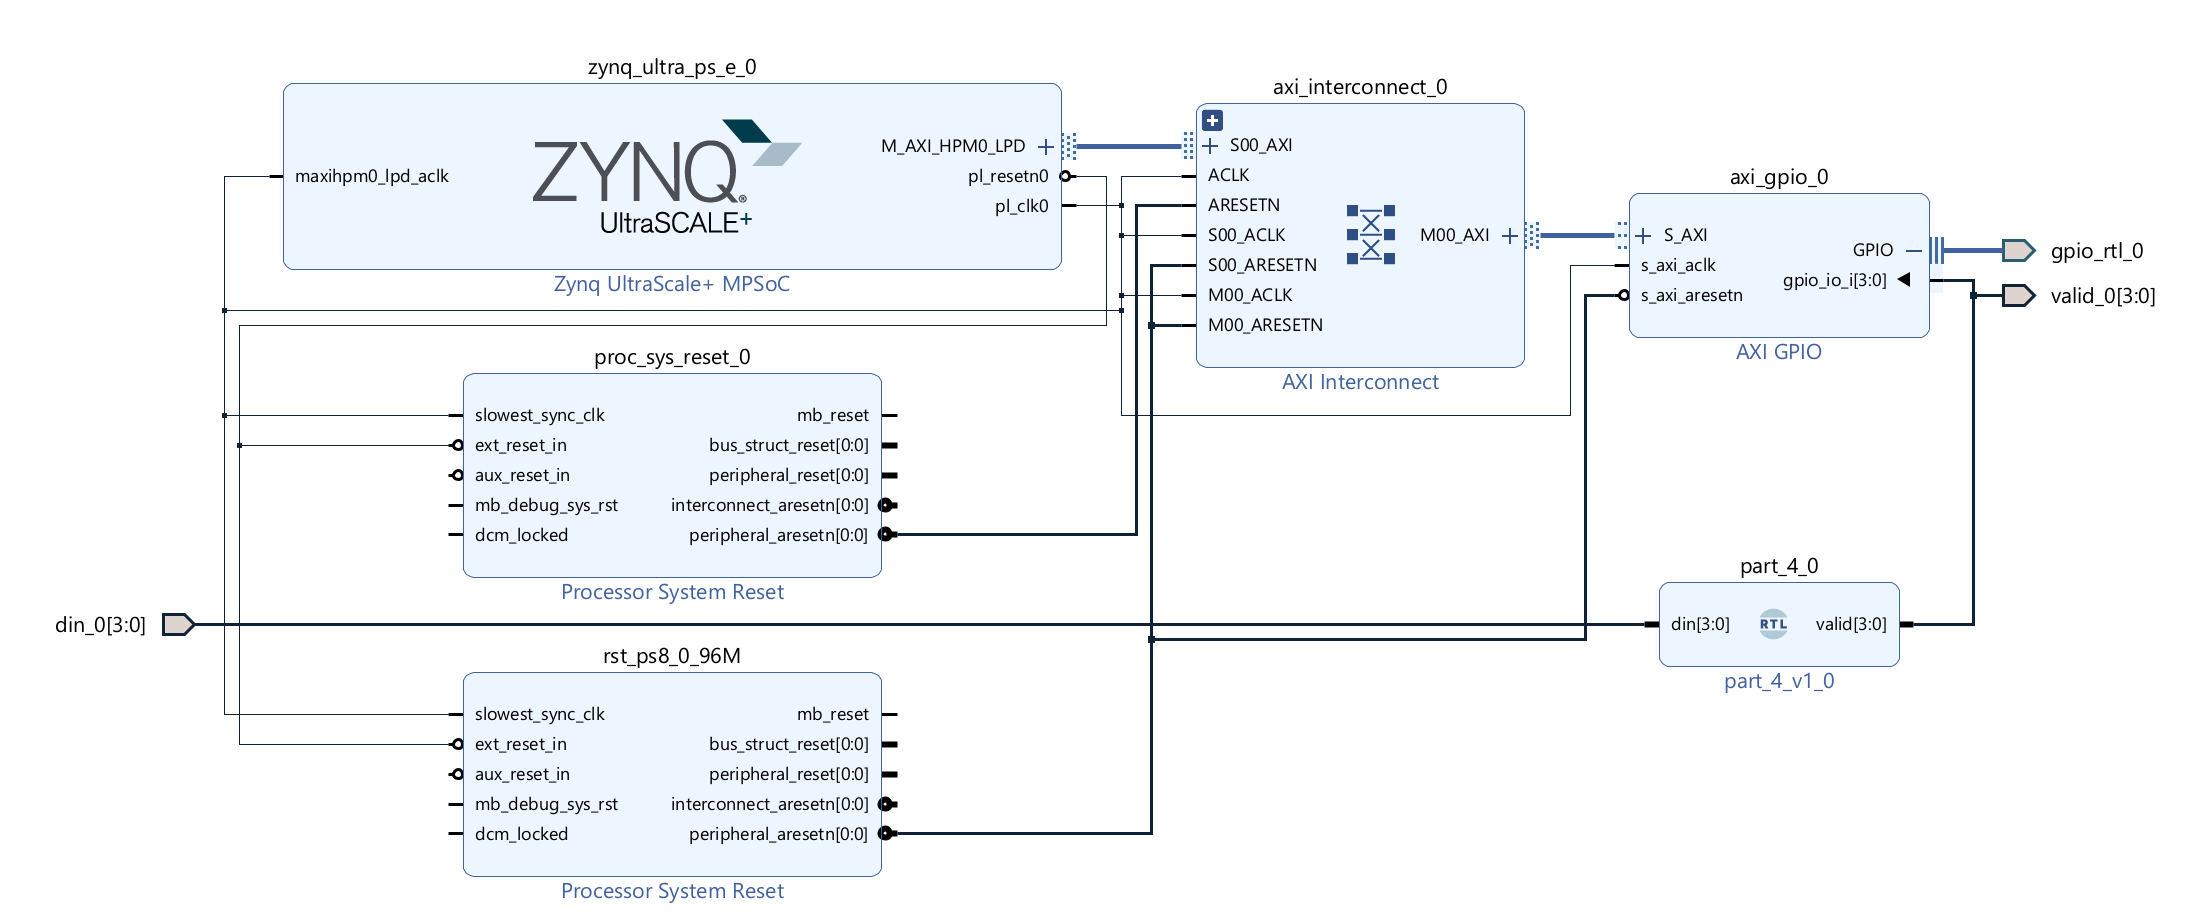 zynq_ultra_ps_e_0
maxihpm0_lpd_aclk
ZYNQ®
UltraSCALE+
M_AXI_HPM0_LPD
pl_resetn0
pl_clk0
Zynq UltraScale+ MPSoC
axi_interconnect_0
S00_AXI
ACLK
ARESETN
S00_ACLK
S00_ARESETN
M00_ACLK
M00_ARESETN
M00_AXI
AXI Interconnect
axi_gpio_0
S_AXI
s_axi_aclk
s_axi_aresetn
GPIO
gpio_io_i[3:0]
AXI GPIO
gpio_rtl_0
valid_0[3:0]
proc_sys_reset_0
slowest_sync_clk
ext_reset_in
aux_reset_in
mb_debug_sys_rst
dcm_locked
mb_reset
bus_struct_reset[0:0]
peripheral_reset[0:0]
interconnect_aresetn[0:0]
peripheral_aresetn[0:0]
Processor System Reset
din_0[3:0]
part_4_0
din[3:0]
RTL
valid[3:0]
part_4_v1_0
rst_ps8_0_96M
slowest_sync_clk
ext_reset_in
aux_reset_in
mb_debug_sys_rst
dcm_locked
mb_reset
bus_struct_reset[0:0]
peripheral_reset[0:0]
interconnect_aresetn[0:0]
peripheral_aresetn[0:0]
Processor System Reset